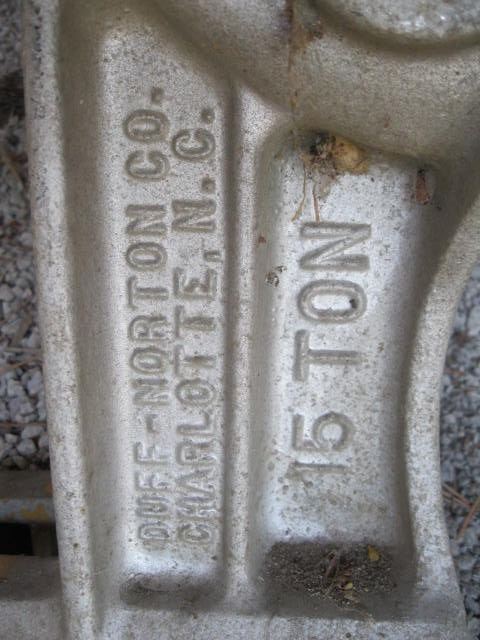 DUFF-NORTON CO.
CHARLOTTE, N.C.
15 TON